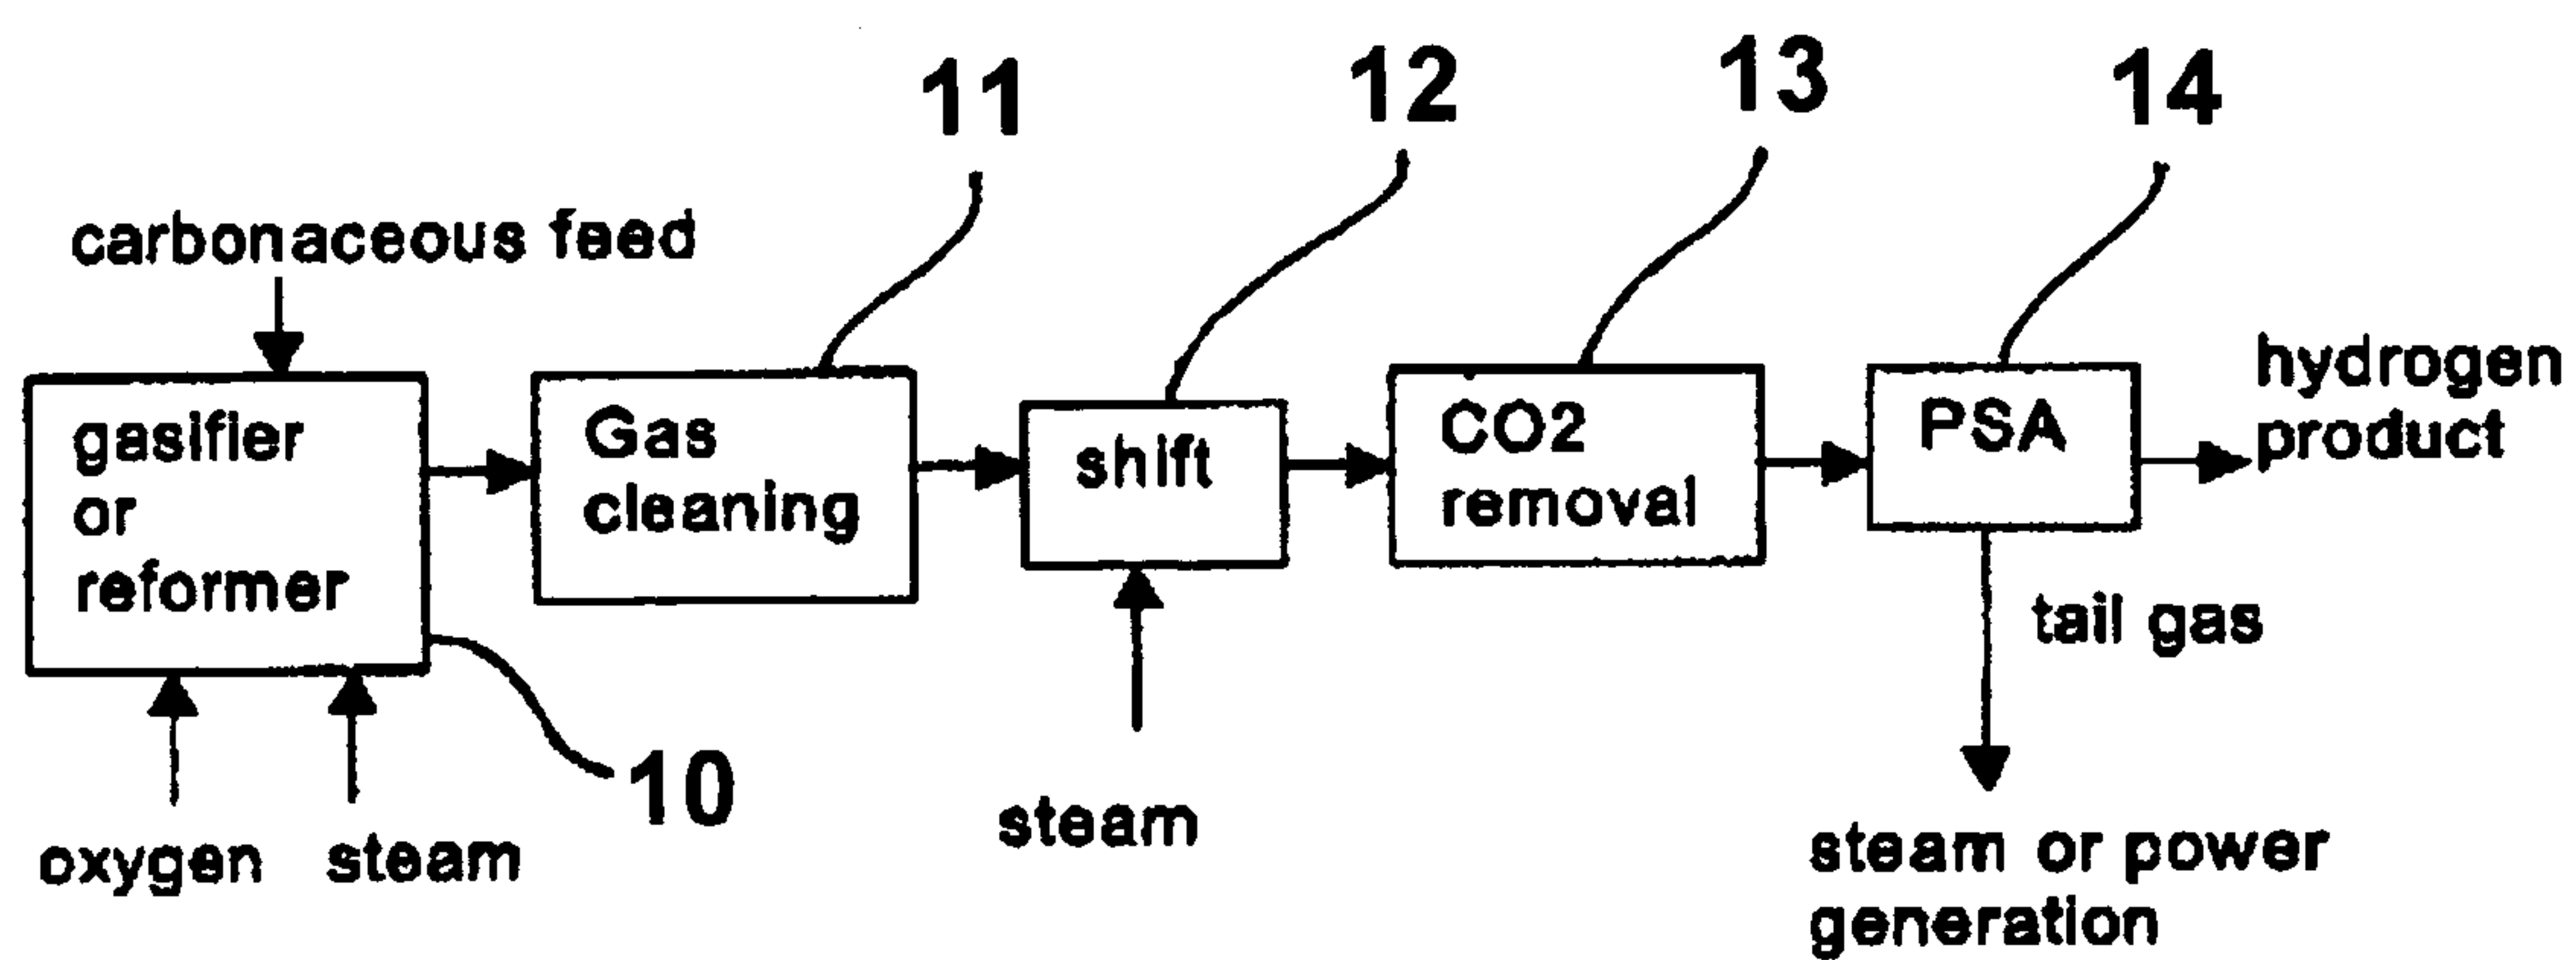 11
12
13
14
carbonaceous feed
gasifier
or
reformer
Gas
cleaning
shift
CO2
removal
PSA
hydrogen
product
tail gas
10
oxygen
steam
steam
steam or power
generation